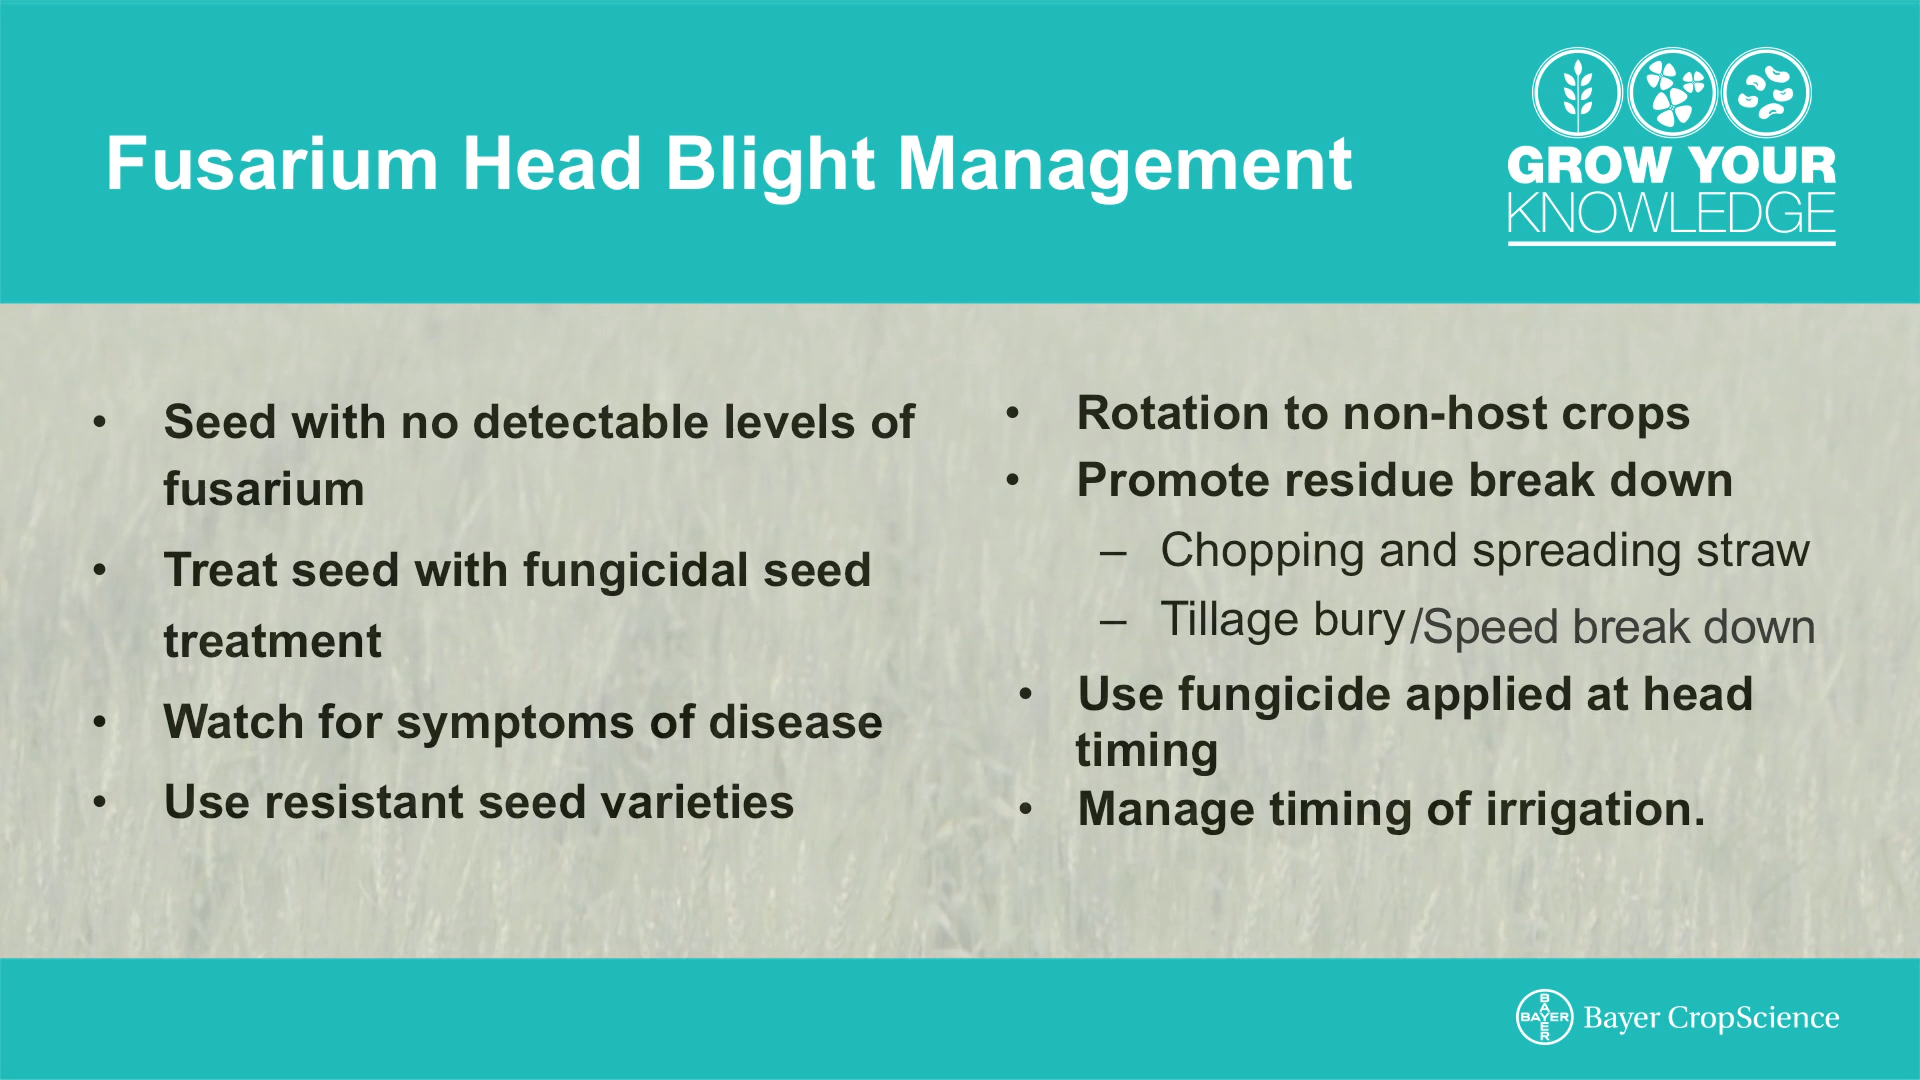 Fusarium Head Blight Management
GROW YOUR
KNOWLEDGE
• Seed with no detectable levels of
fusarium
• Treat seed with fungicidal seed
treatment
• Watch for symptoms of disease
• Use resistant seed varieties
• Rotation to non-host crops
• Promote residue break down
– Chopping and spreading straw
– Tillage bury/Speed break down
• Use fungicide applied at head
timing
• Manage timing of irrigation.
BAYER
BAYER
Bayer CropScience